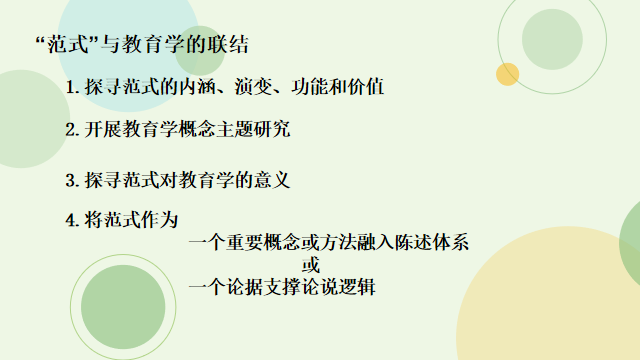 “范式”与教育学的联结
1. 探寻范式的内涵、演变、功能和价值
2. 开展教育学概念主题研究
3. 探寻范式对教育学的意义
4. 将范式作为
一个重要概念或方法融入陈述体系
或
一个论据支撑论说逻辑